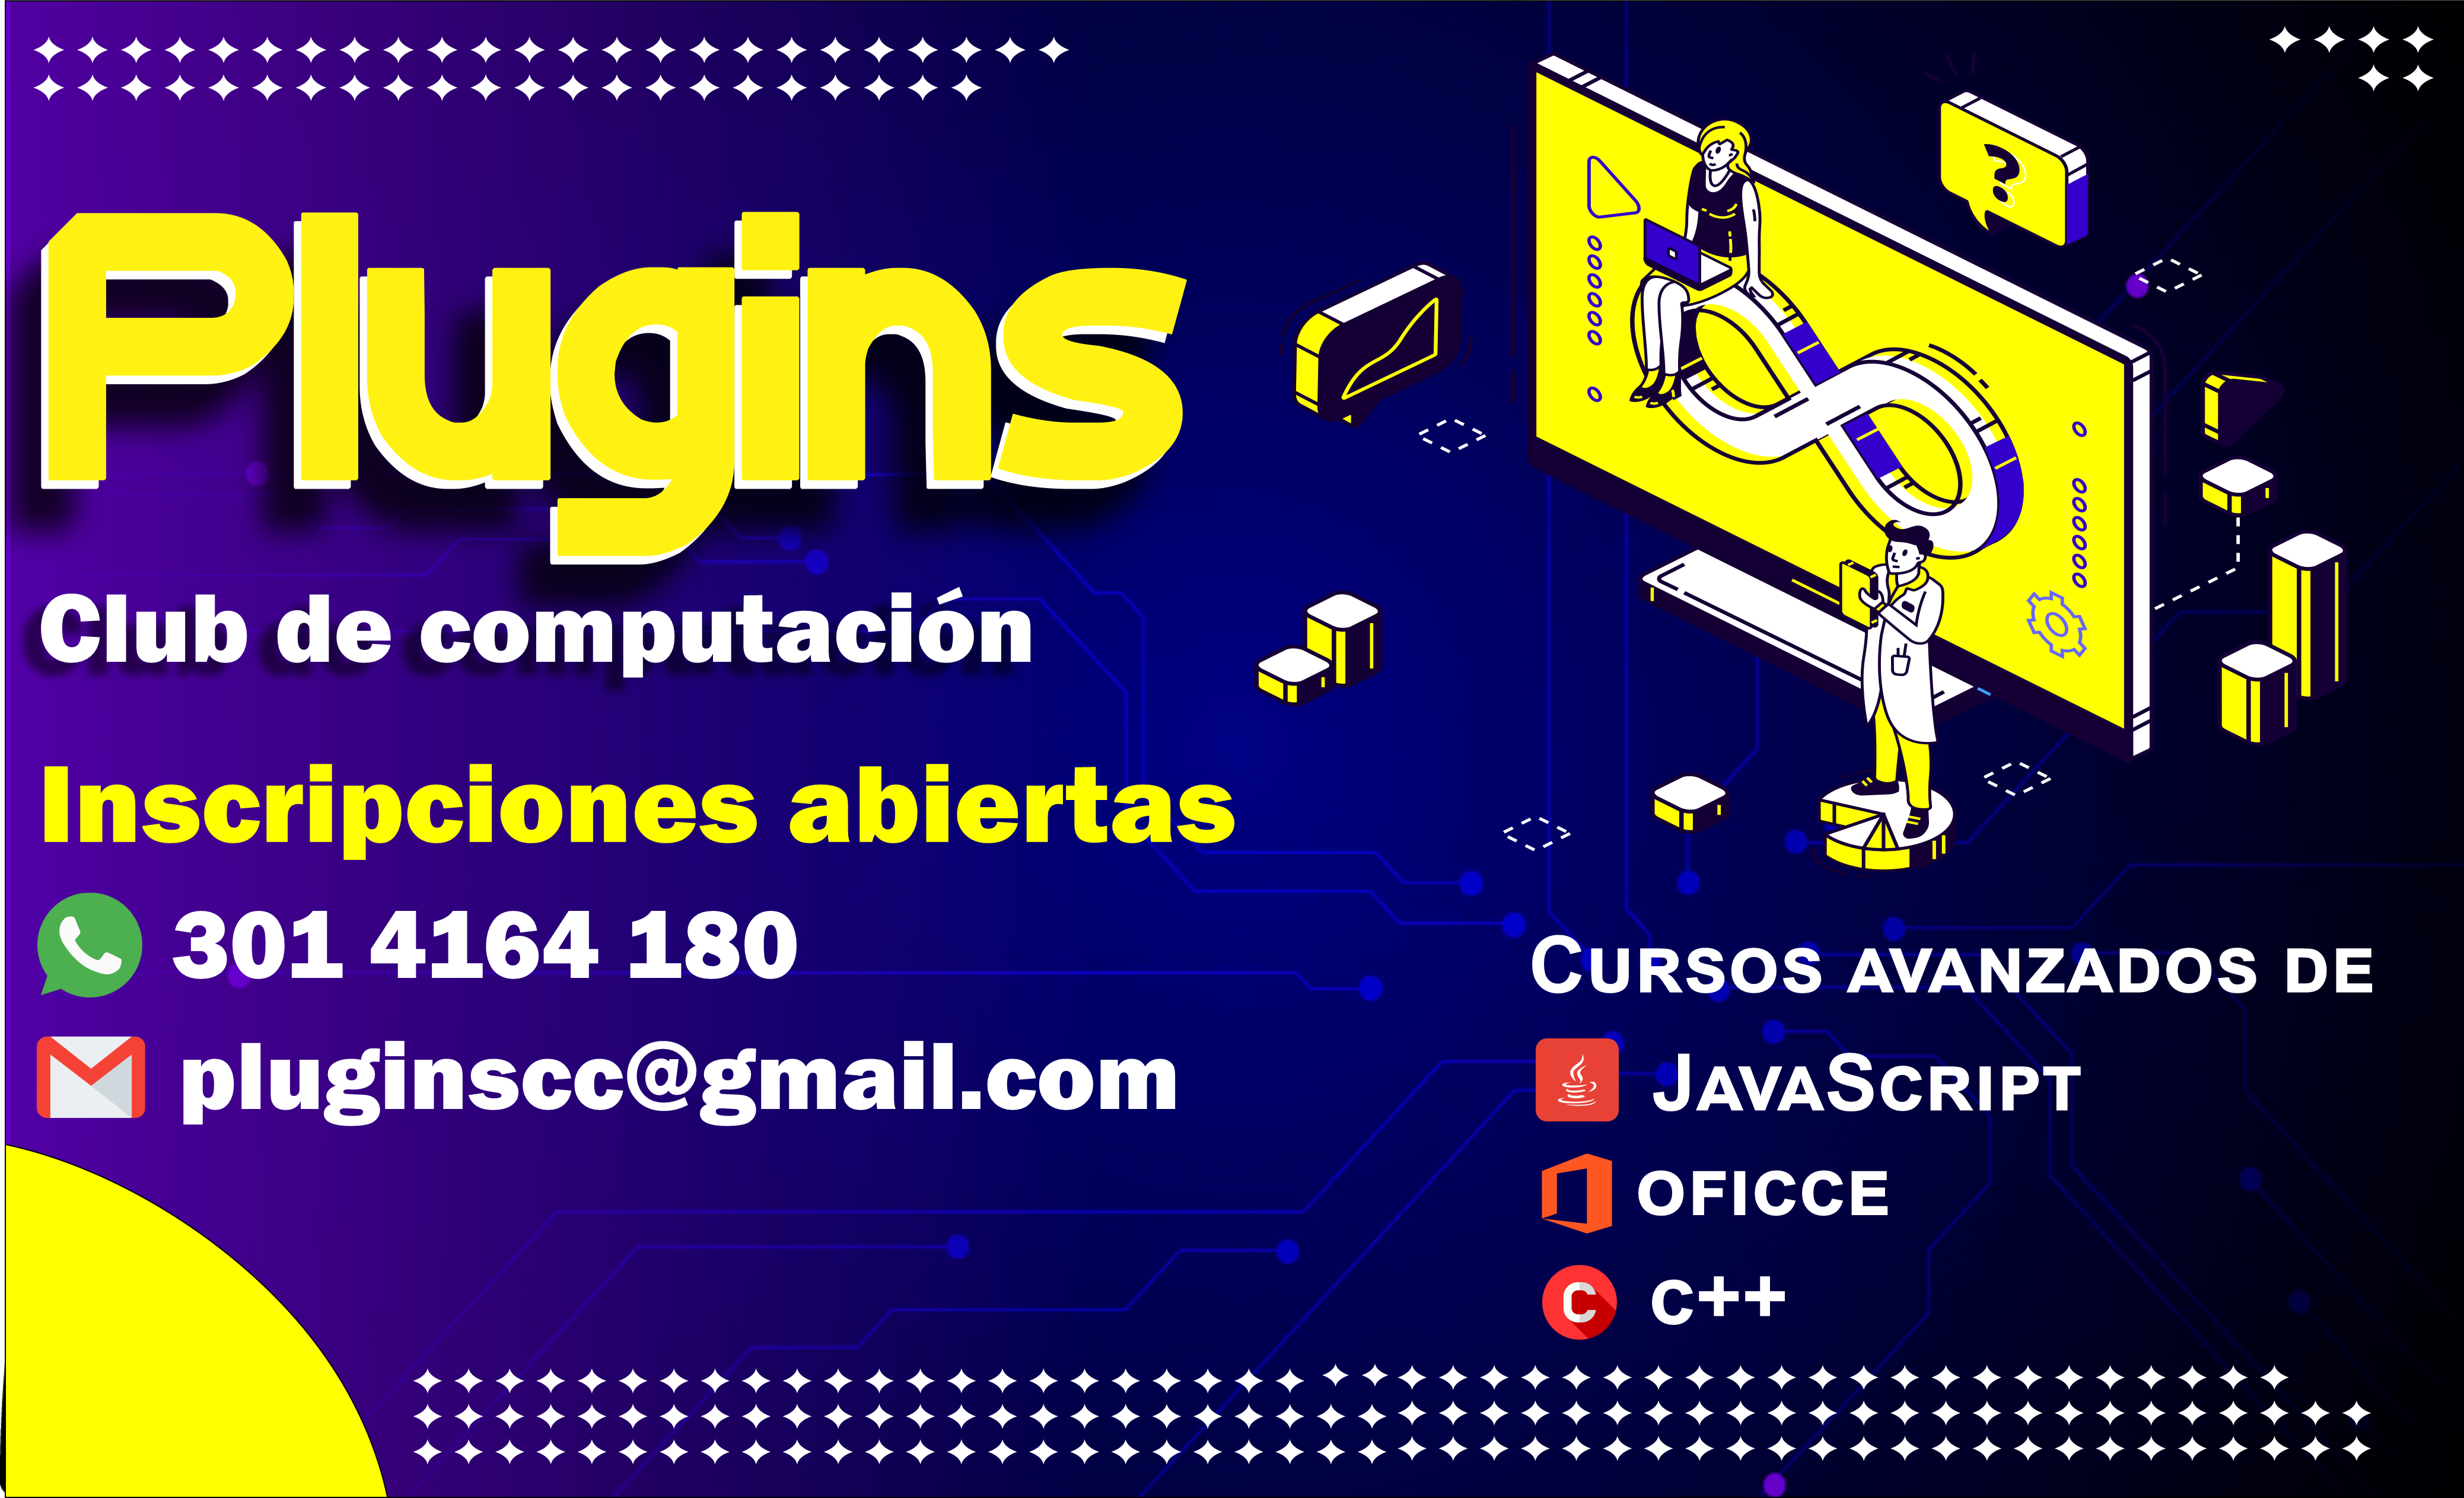 Plugins
Club de computación
Inscripciones abiertas
301 4164 180
pluginscc@gmail.com
Cursos avanzados de
JavaScript
oficce
C
c++